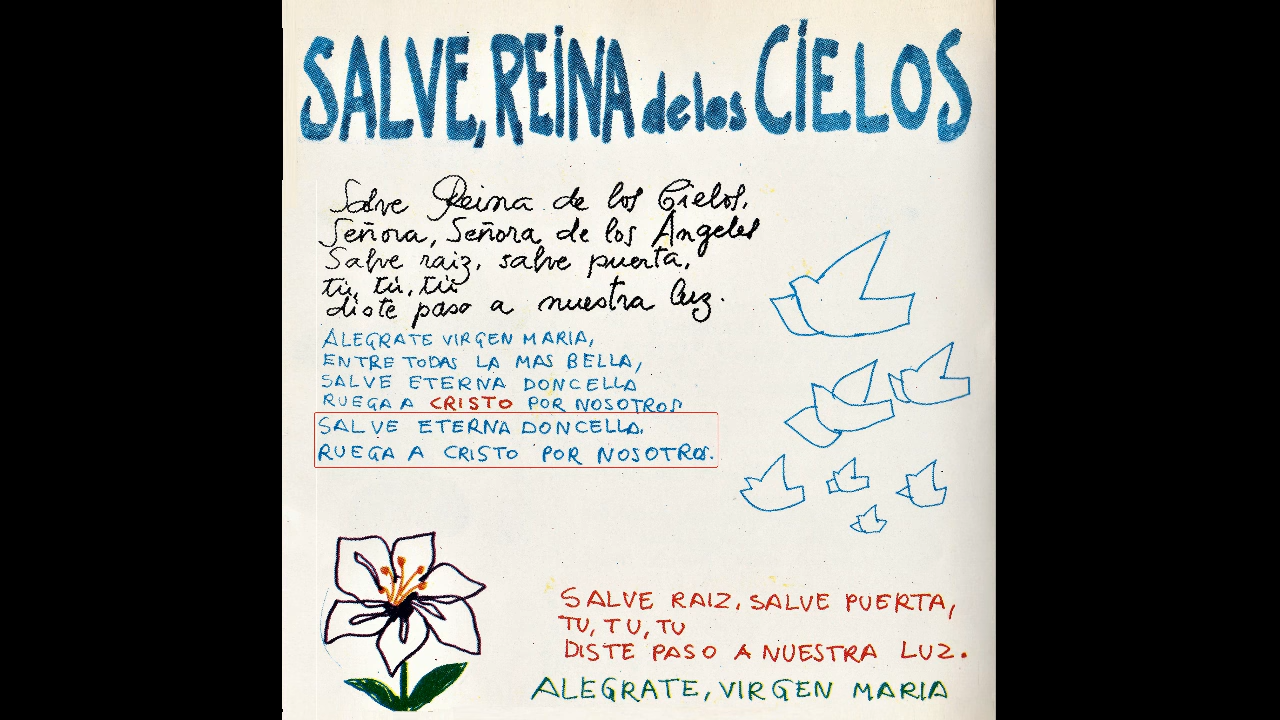 SALVE, REINA de los CIELOS
Salve Reina de los Cielos,
Señora, Señora de los Angeles
Salve raiz, salve puerta,
tú, tú, tú
diste paso a nuestra luz.
ALEGRATE VIRGEN MARIA,
ENTRE TODAS LA MAS BELLA,
SALVE ETERNA DONCELLA
RUEGA A CRISTO POR NOSOTROS
SALVE ETERNA DONCELLA.
RUEGA A CRISTO POR NOSOTROS.
SALVE RAIZ, SALVE PUERTA,
TU, TU, TU
DISTE PASO A NUESTRA LUZ.
ALEGRATE, VIRGEN MARIA